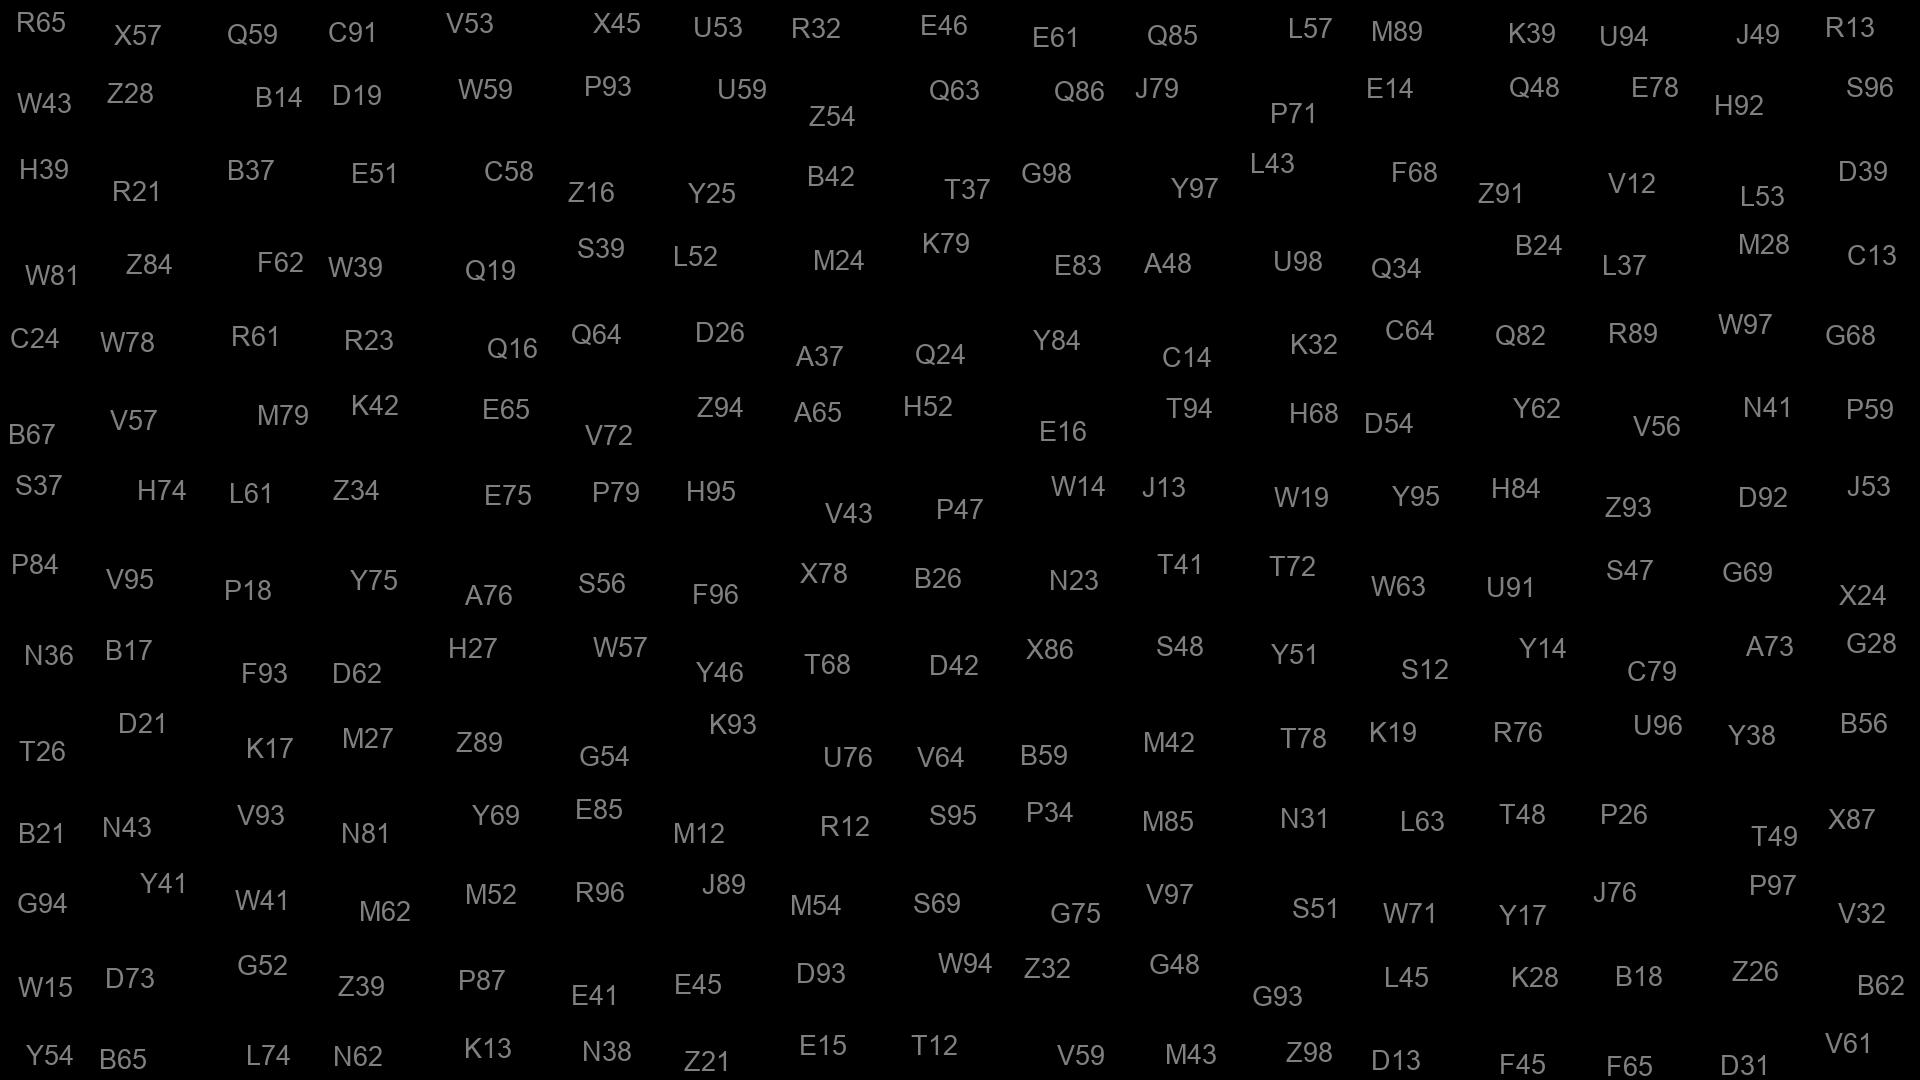 R65 X57 Q59 C91 V53 X45 U53 R32 E46 E61 Q85 L57 M89 K39 U94 J49 R13
W43 Z28 B14 D19 W59 P93 U59 Z54 Q63 Q86 J79 P71 E14 Q48 E78 H92 S96
H39 R21 B37 E51 C58 Z16 Y25 B42 T37 G98 Y97 L43 F68 Z91 V12 L53 D39
W81 Z84 F62 W39 Q19 S39 L52 M24 K79 E83 A48 U98 Q34 B24 L37 M28 C13
C24 W78 R61 R23 Q16 Q64 D26 A37 Q24 Y84 C14 K32 C64 Q82 R89 W97 G68
B67 V57 M79 K42 E65 V72 Z94 A65 H52 E16 T94 H68 D54 Y62 V56 N41 P59
S37 H74 L61 Z34 E75 P79 H95 V43 P47 W14 J13 W19 Y95 H84 Z93 D92 J53
P84 V95 P18 Y75 A76 S56 F96 X78 B26 N23 T41 T72 W63 U91 S47 G69 X24
N36 B17 F93 D62 H27 W57 Y46 T68 D42 X86 S48 Y51 S12 Y14 C79 A73 G28
T26 D21 K17 M27 Z89 G54 K93 U76 V64 B59 M42 T78 K19 R76 U96 Y38 B56
B21 N43 V93 N81 Y69 E85 M12 R12 S95 P34 M85 N31 L63 T48 P26 T49 X87
G94 Y41 W41 M62 M52 R96 J89 M54 S69 G75 V97 S51 W71 Y17 J76 P97 V32
W15 D73 G52 Z39 P87 E41 E45 D93 W94 Z32 G48 G93 L45 K28 B18 Z26 B62
Y54 B65 L74 N62 K13 N38 Z21 E15 T12 V59 M43 Z98 D13 F45 F65 D31 V61